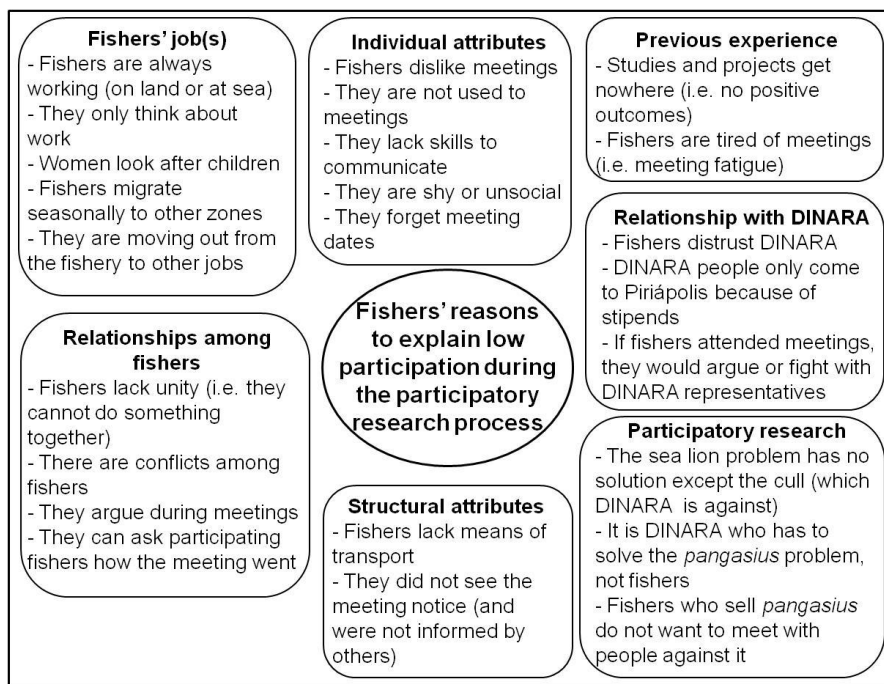 Fishers' job(s)
- Fishers are always
working (on land or at sea)
- They only think about
work
- Women look after children
- Fishers migrate
seasonally to other zones
- They are moving out from
the fishery to other jobs
Individual attributes
- Fishers dislike meetings
- They are not used to
meetings
- They lack skills to
communicate
- They are shy or unsocial
- They forget meeting
dates
Previous experience
- Studies and projects get
nowhere (i.e. no positive
outcomes)
- Fishers are tired of meetings
(i.e. meeting fatigue)
Relationship with DINARA
- Fishers distrust DINARA
- DINARA people only come
to Piriápolis because of
stipends
- If fishers attended meetings,
they would argue or fight with
DINARA representatives
Fishers' reasons
to explain low
participation during
the participatory
research process
Relationships among
fishers
- Fishers lack unity (i.e. they
cannot do something
together)
- There are conflicts among
fishers
- They argue during meetings
- They can ask participating
fishers how the meeting went
Structural attributes
- Fishers lack means of
transport
- They did not see the
meeting notice (and
were not informed by
others)
Participatory research
- The sea lion problem has no
solution except the cull (which
DINARA is against)
- It is DINARA who has to
solve the pangasius problem,
not fishers
- Fishers who sell pangasius
do not want to meet with
people against it